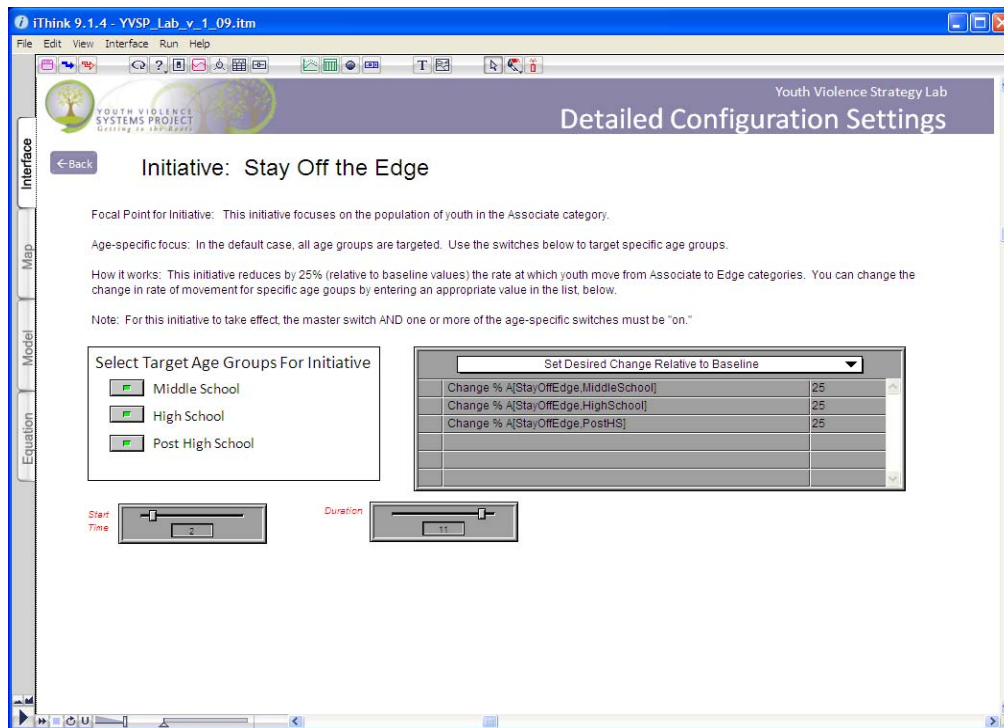 iThink 9.1.4 - YVSP_Lab_v_1_09.itm
File Edit View Interface Run Help
Youth Violence Strategy Lab
YOUTH VIOLENCE
SYSTEMS PROJECT
Getting to the Roots
Detailed Configuration Settings
Interface
Map
Model
Equation
←Back
Initiative: Stay Off the Edge
Focal Point for Initiative: This initiative focuses on the population of youth in the Associate category.
Age-specific focus: In the default case, all age groups are targeted. Use the switches below to target specific age groups.
How it works: This initiative reduces by 25% (relative to baseline values) the rate at which youth move from Associate to Edge categories. You can change the
change in rate of movement for specific age goups by entering an appropriate value in the list, below.
Note: For this initiative to take effect, the master switch AND one or more of the age-specific switches must be "on."
Select Target Age Groups For Initiative
Middle School
High School
Post High School
Set Desired Change Relative to Baseline
Change % A[StayOffEdge,MiddleSchool] 25
Change % A[StayOffEdge,HighSchool] 25
Change % A[StayOffEdge,PostHS] 25
Start
Time
2
Duration
11
U